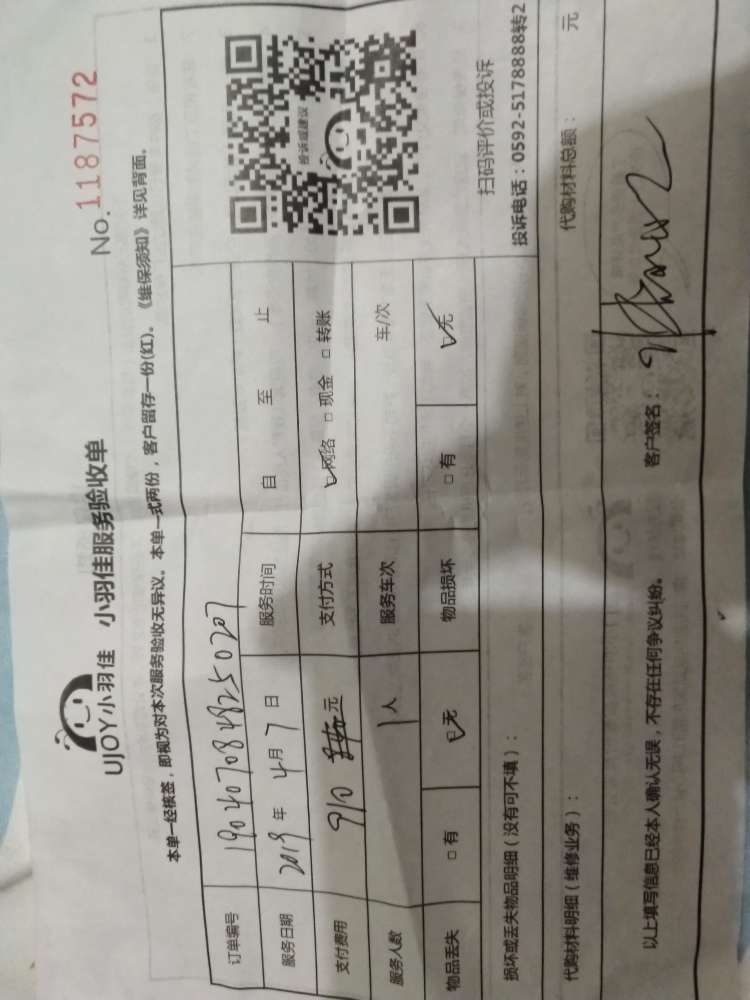 UJOY小羽佳 小羽佳服务验收单
No.1187572
本单一经核签，即视为对本次服务验收无异议。本单一式两份，客户留存一份(红)。《维保须知》详见背面。
订单编号
服务日期 2019 年 4 月 7 日 服务时间 自 至 止
支付费用 元 支付方式 网络 现金 转账
服务人数 1 人 服务车次 车/次
物品丢失 有 无 物品损坏 有 无
投诉或建议
扫码评价或投诉
投诉电话：0592-5178888转2
损坏或丢失物品明细（没有可不填）：
代购材料明细（维修业务）： 代购材料总额： 元
以上填写信息已经本人确认无误，不存在任何争议纠纷。 客户签名：